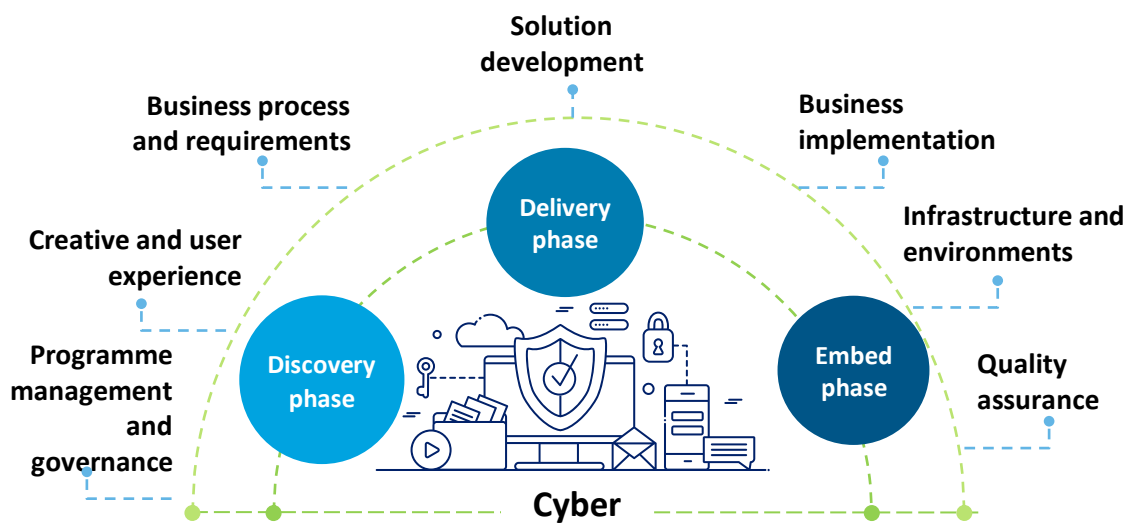 Solution
development
Business process
and requirements
Business
implementation
Creative and user
experience
Delivery
phase
Infrastructure and
environments
Programme
management
and
governance
Discovery
phase
Embed
phase
Quality
assurance
Cyber